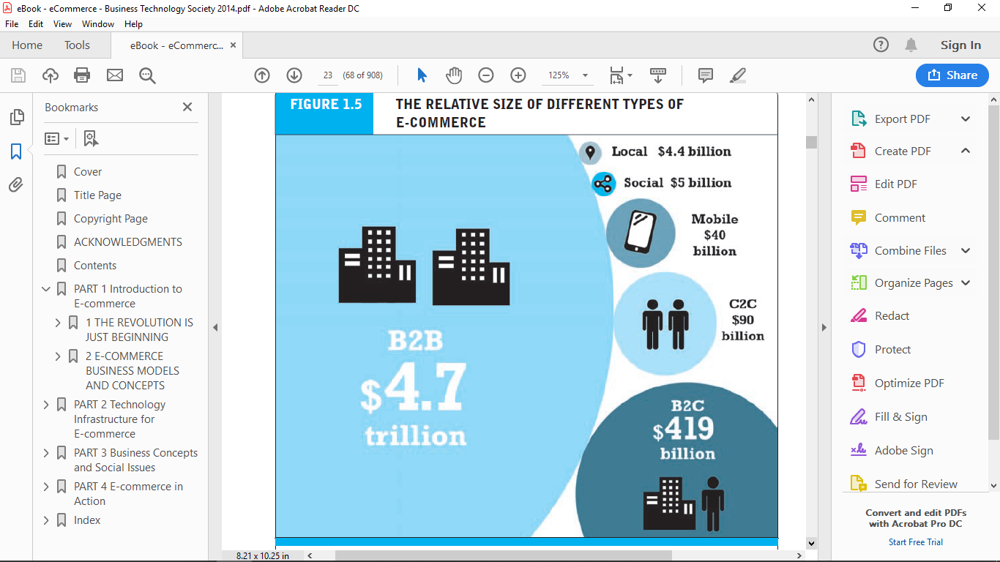 eBook - eCommerce - Business Technology Society 2014.pdf - Adobe Acrobat Reader DC
File Edit View Window Help
Home Tools eBook - eCommerc... × Sign In
23 (68 of 908) 125% Share
Bookmarks
Cover
Title Page
Copyright Page
ACKNOWLEDGMENTS
Contents
PART 1 Introduction to
E-commerce
1 THE REVOLUTION IS
JUST BEGINNING
2 E-COMMERCE
BUSINESS MODELS
AND CONCEPTS
PART 2 Technology
Infrastructure for
E-commerce
PART 3 Business Concepts
and Social Issues
PART 4 E-commerce in
Action
Index
FIGURE 1.5 THE RELATIVE SIZE OF DIFFERENT TYPES OF
E-COMMERCE
Local $4.4 billion
Social $5 billion
Mobile
$40
billion
C2C
$90
billion
B2B
$4.7
trillion
B2C
$419
billion
8.21 x 10.25 in
Export PDF
Create PDF
Edit PDF
Comment
Combine Files
Organize Pages
Redact
Protect
Optimize PDF
Fill & Sign
Adobe Sign
Send for Review
Convert and edit PDFs
with Acrobat Pro DC
Start Free Trial